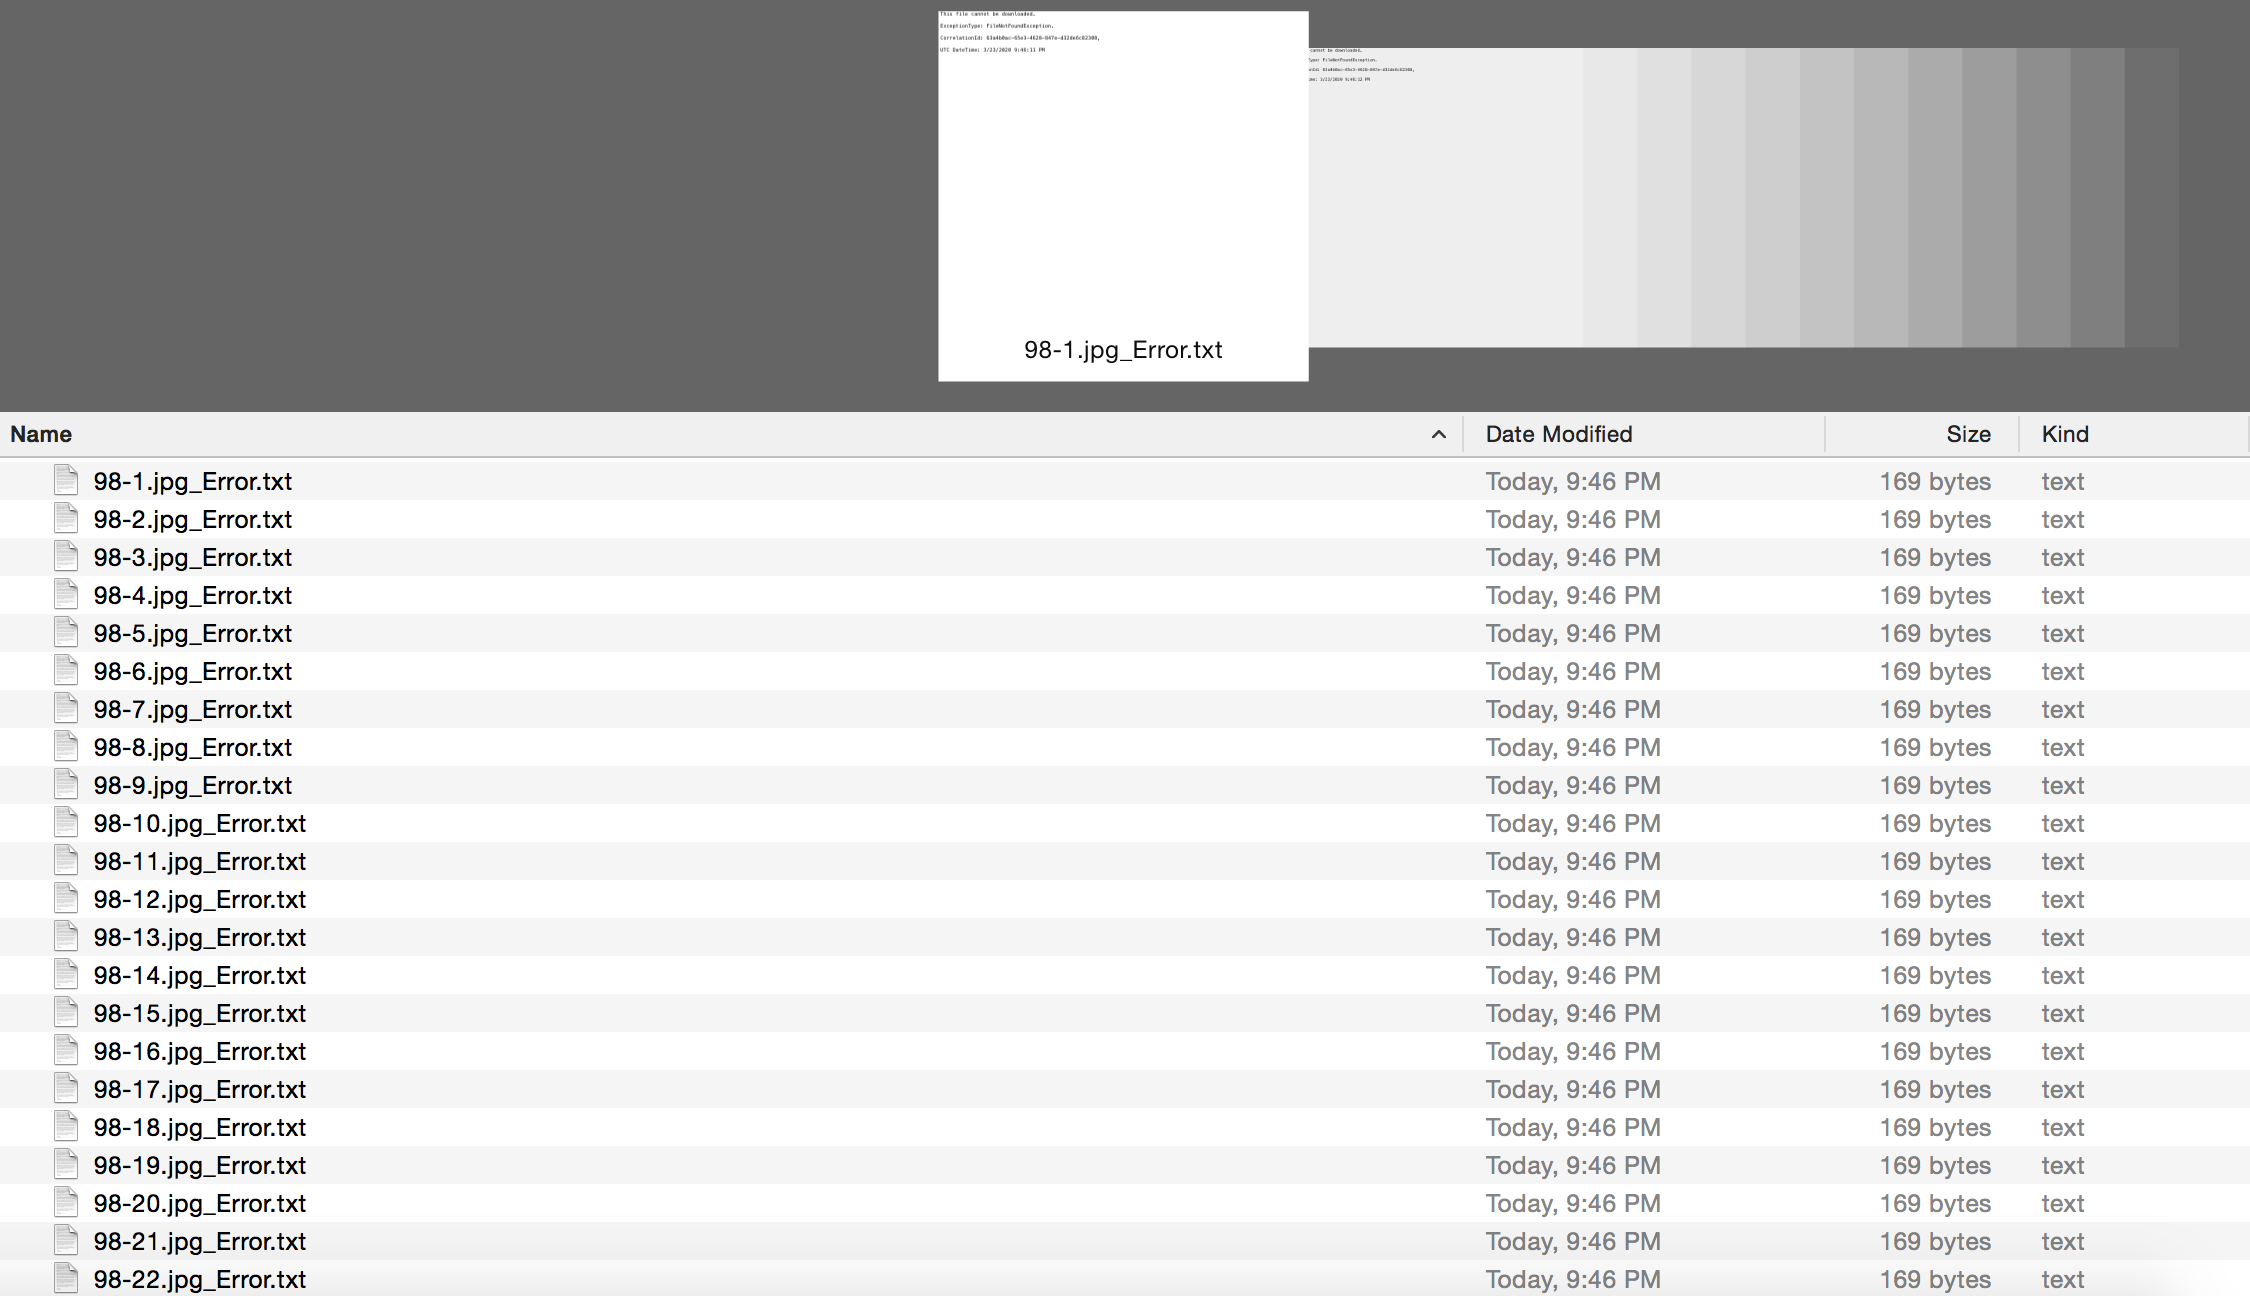 This file cannot be downloaded.
ExceptionType: FileNotFoundException,
UTC DateTime: 3/23/2020 9:46:11 PM
cannot be downloaded.
FileNotFoundException,
3/23/2020 9:46:12 PM
98-1.jpg_Error.txt
Name Date Modified Size Kind
98-1.jpg_Error.txt Today, 9:46 PM 169 bytes text
98-2.jpg_Error.txt Today, 9:46 PM 169 bytes text
98-3.jpg_Error.txt Today, 9:46 PM 169 bytes text
98-4.jpg_Error.txt Today, 9:46 PM 169 bytes text
98-5.jpg_Error.txt Today, 9:46 PM 169 bytes text
98-6.jpg_Error.txt Today, 9:46 PM 169 bytes text
98-7.jpg_Error.txt Today, 9:46 PM 169 bytes text
98-8.jpg_Error.txt Today, 9:46 PM 169 bytes text
98-9.jpg_Error.txt Today, 9:46 PM 169 bytes text
98-10.jpg_Error.txt Today, 9:46 PM 169 bytes text
98-11.jpg_Error.txt Today, 9:46 PM 169 bytes text
98-12.jpg_Error.txt Today, 9:46 PM 169 bytes text
98-13.jpg_Error.txt Today, 9:46 PM 169 bytes text
98-14.jpg_Error.txt Today, 9:46 PM 169 bytes text
98-15.jpg_Error.txt Today, 9:46 PM 169 bytes text
98-16.jpg_Error.txt Today, 9:46 PM 169 bytes text
98-17.jpg_Error.txt Today, 9:46 PM 169 bytes text
98-18.jpg_Error.txt Today, 9:46 PM 169 bytes text
98-19.jpg_Error.txt Today, 9:46 PM 169 bytes text
98-20.jpg_Error.txt Today, 9:46 PM 169 bytes text
98-21.jpg_Error.txt Today, 9:46 PM 169 bytes text
98-22.jpg_Error.txt Today, 9:46 PM 169 bytes text